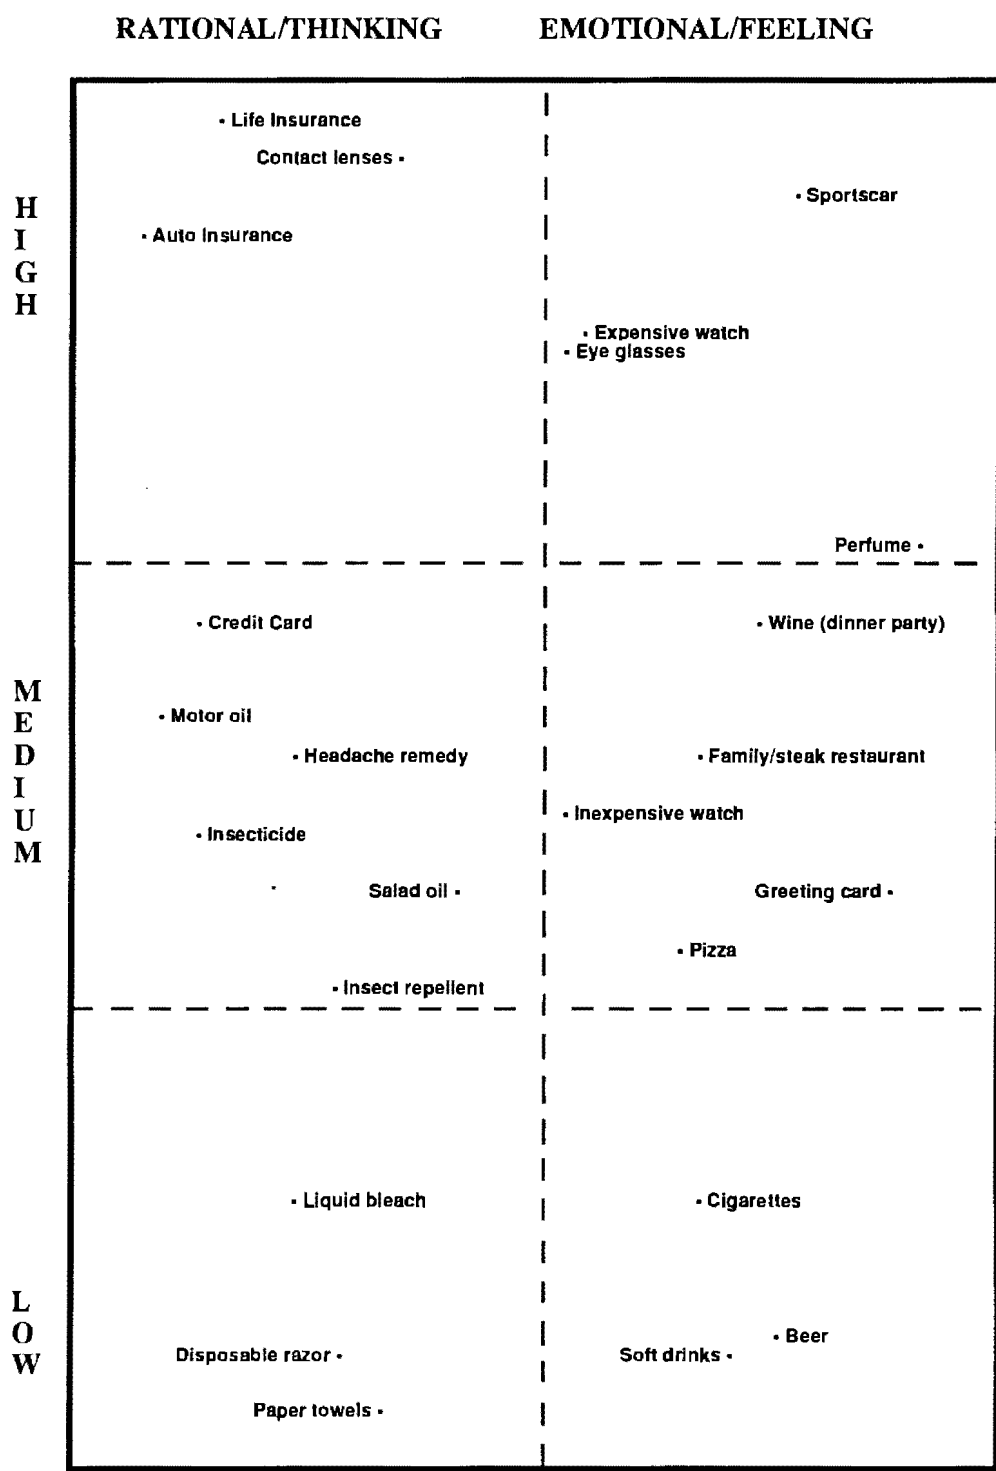 RATIONAL/THINKING EMOTIONAL/FEELING
HIGH
Life Insurance
Contact lenses
Sportscar
Auto Insurance
Expensive watch
Eye glasses
Perfume
MEDIUM
Credit Card
Wine (dinner party)
Motor oil
Headache remedy
Family/steak restaurant
Inexpensive watch
Insecticide
Salad oil
Greeting card
Pizza
Insect repellent
LOW
Liquid bleach
Cigarettes
Beer
Disposable razor
Soft drinks
Paper towels